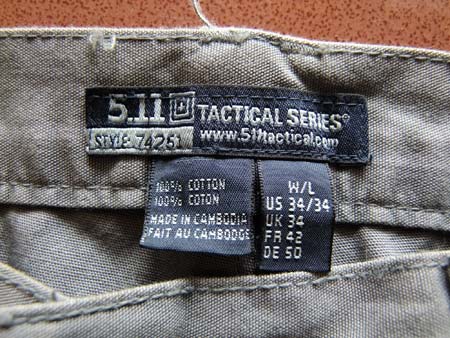 5.11 TACTICAL SERIES®
STYLE: 74251 www.511tactical.com
100% COTTON
100% COTON
MADE IN CAMBODIA
FAIT AU CAMBODGE
W/L
US 34/34
UK 34
FR 42
DE 50